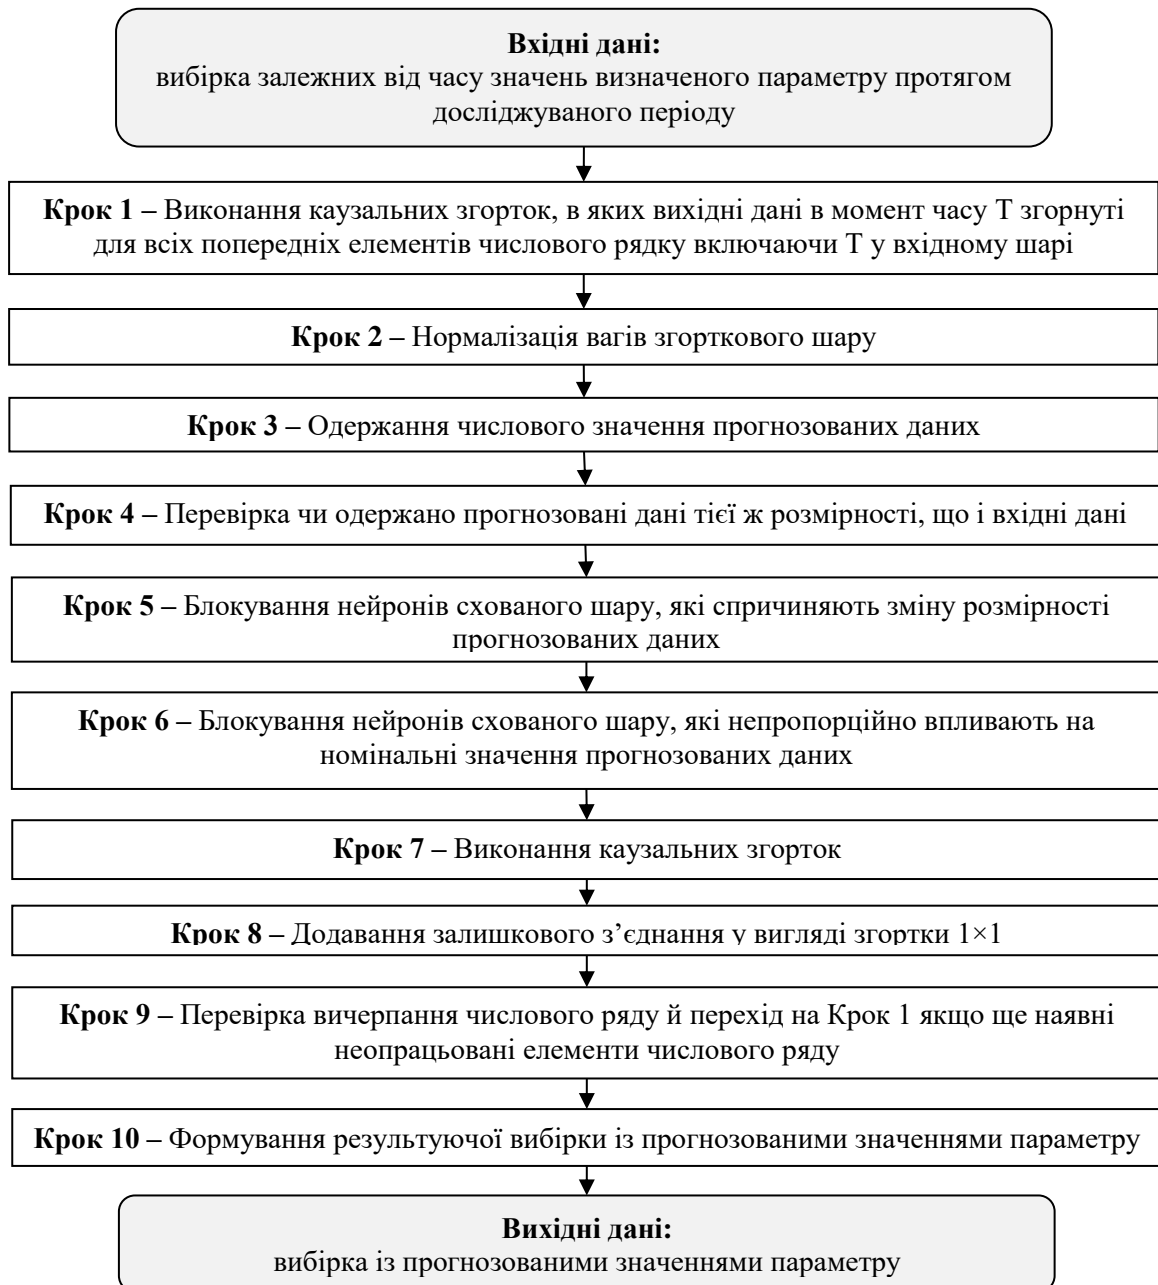 Вхідні дані:
вибірка залежних від часу значень визначеного параметру протягом
досліджуваного періоду
Крок 1 – Виконання каузальних згорток, в яких вихідні дані в момент часу T згорнуті
для всіх попередніх елементів числового рядку включаючи T у вхідному шарі
Крок 2 – Нормалізація вагів згорткового шару
Крок 3 – Одержання числового значення прогнозованих даних
Крок 4 – Перевірка чи одержано прогнозовані дані тієї ж розмірності, що і вхідні дані
Крок 5 – Блокування нейронів схованого шару, які спричиняють зміну розмірності
прогнозованих даних
Крок 6 – Блокування нейронів схованого шару, які непропорційно впливають на
номінальні значення прогнозованих даних
Крок 7 – Виконання каузальних згорток
Крок 8 – Додавання залишкового з’єднання у вигляді згортки 1×1
Крок 9 – Перевірка вичерпання числового ряду й перехід на Крок 1 якщо ще наявні
неопрацьовані елементи числового ряду
Крок 10 – Формування результуючої вибірки із прогнозованими значеннями параметру
Вихідні дані:
вибірка із прогнозованими значеннями параметру